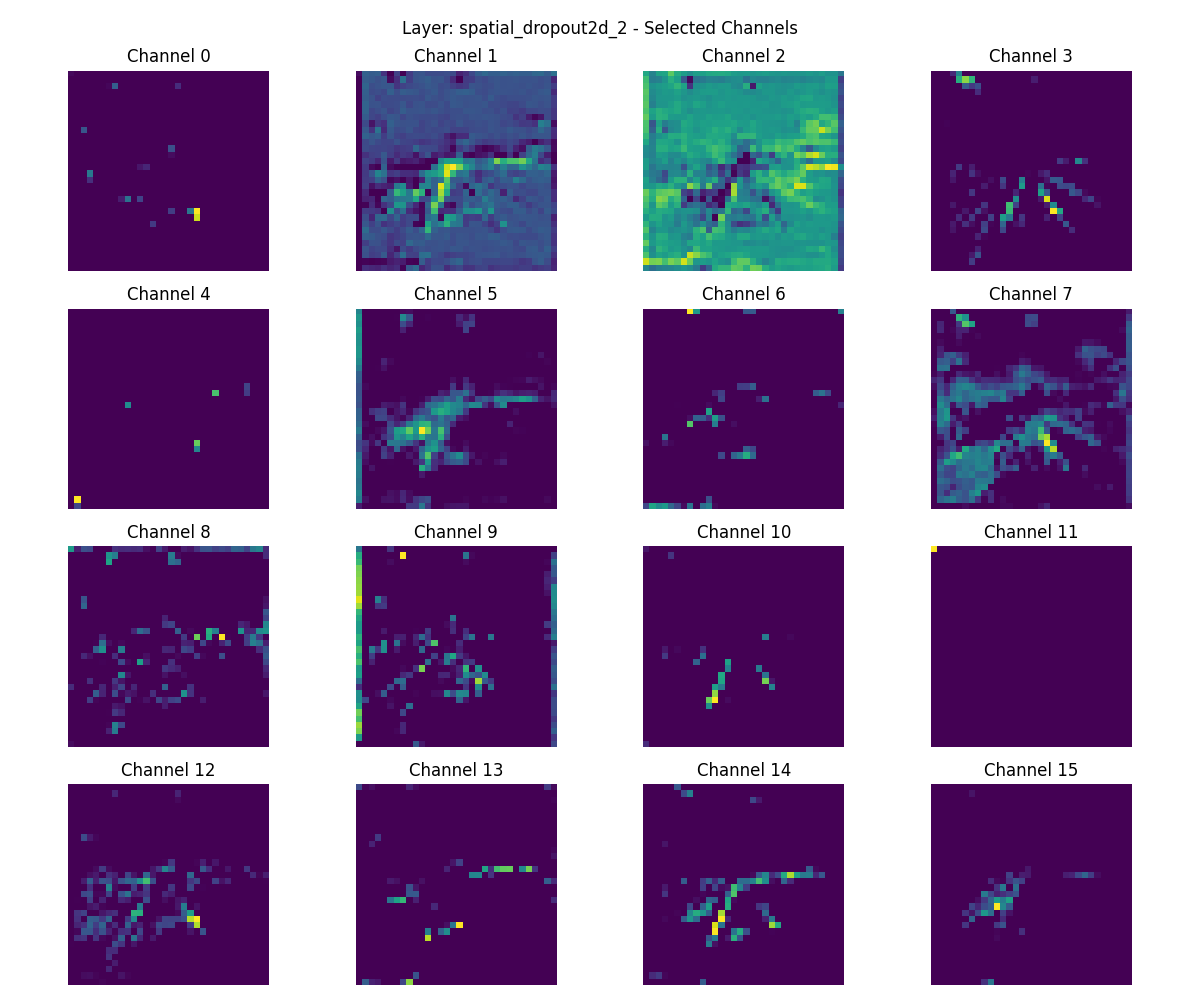 Layer: spatial_dropout2d_2 - Selected Channels
Channel 0
Channel 1
Channel 2
Channel 3
Channel 4
Channel 5
Channel 6
Channel 7
Channel 8
Channel 9
Channel 10
Channel 11
Channel 12
Channel 13
Channel 14
Channel 15